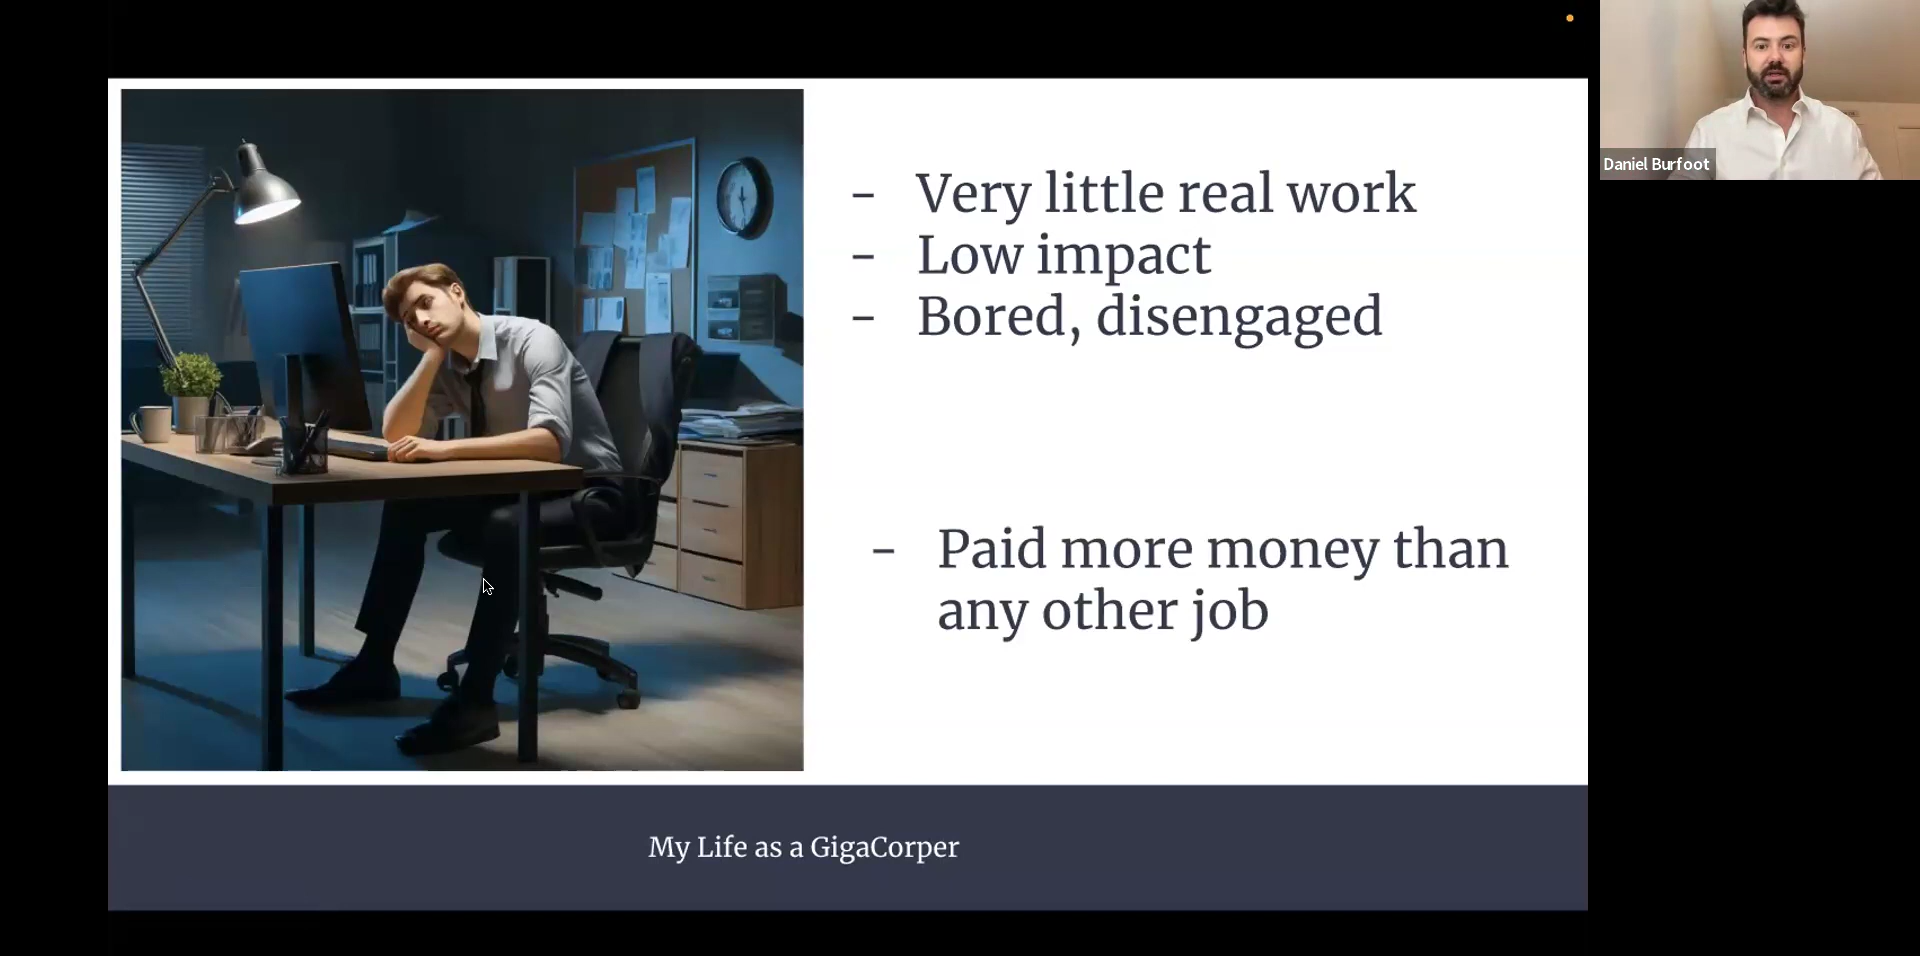 - Very little real work
- Low impact
- Bored, disengaged
- Paid more money than
any other job
My Life as a GigaCorper
Daniel Burfoot